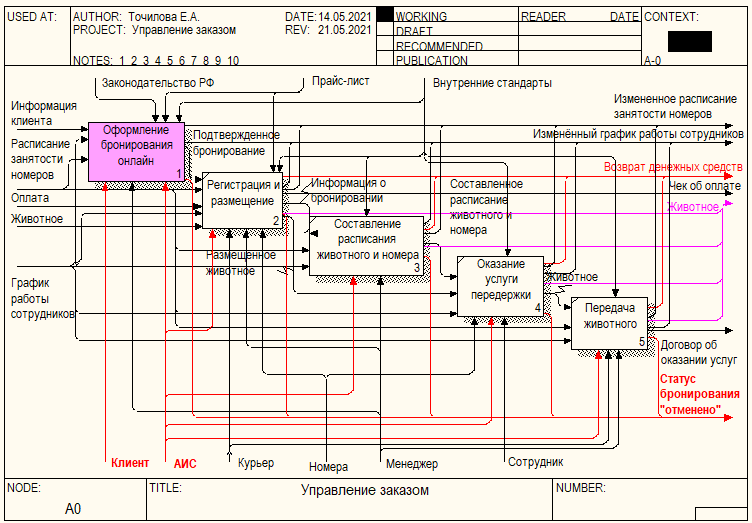 USED AT:
AUTHOR: Точилова Е.А.
DATE: 14.05.2021
PROJECT: Управление заказом
REV: 21.05.2021
NOTES: 1 2 3 4 5 6 7 8 9 10
WORKING
DRAFT
RECOMMENDED
PUBLICATION
READER
DATE
CONTEXT:
A-0
Законодательство РФ
Прайс-лист
Внутренние стандарты
Информация
клиента
Расписание
занятости
номеров
Оплата
Животное
График
работы
сотрудников
Оформление
бронирования
онлайн
1
Подтвержденное
бронирование
Регистрация и
размещение
2
Информация о
бронировании
Размещенное
животное
Составление
расписания
животного и номера
3
Составленное
расписание
животного и
номера
Оказание
услуги
передержки
4
Животное
Передача
животного
5
Измененное расписание
занятости номеров
Изменённый график работы сотрудников
Возврат денежных средств
Чек об оплате
Животное
Договор об
оказании услуг
Статус
бронирования
"отменено"
Клиент
АИС
Курьер
Номера
Менеджер
Сотрудник
NODE:
A0
TITLE:
Управление заказом
NUMBER: